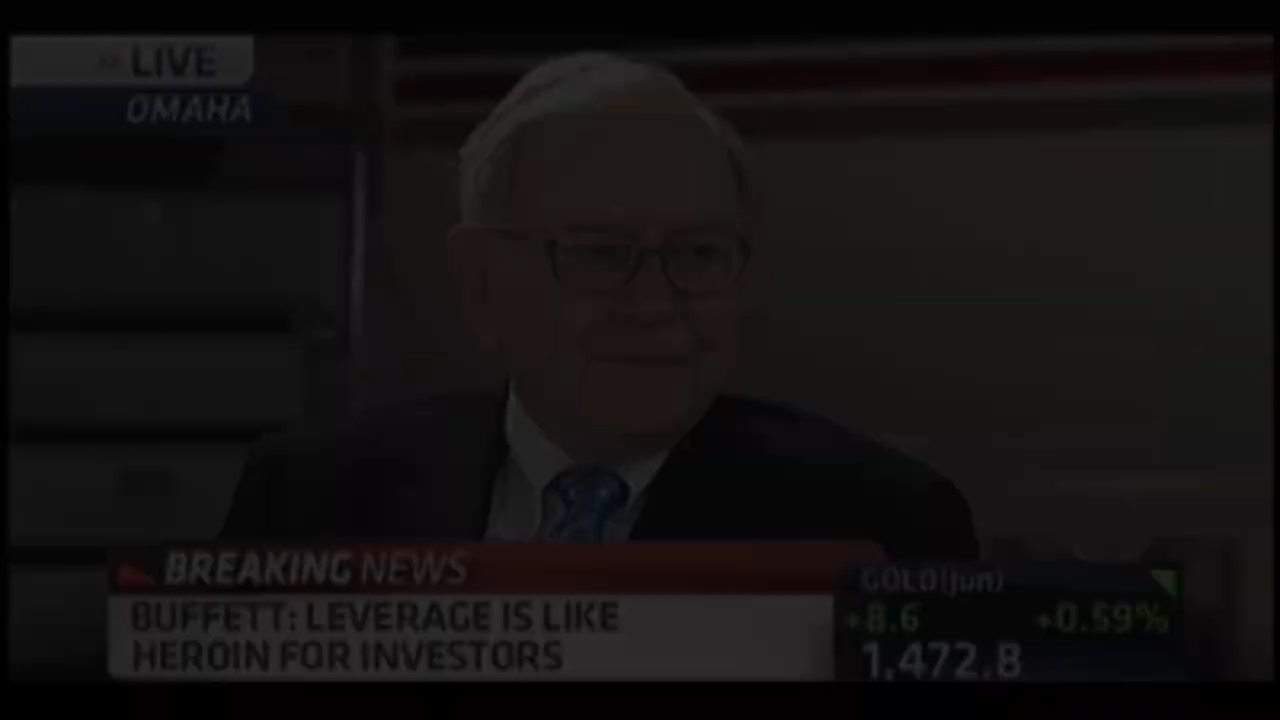 LIVE
OMAHA
BREAKING NEWS
BUFFETT: LEVERAGE IS LIKE
HEROIN FOR INVESTORS
GOLD(Jun)
+8.6 +0.59%
1,472.8